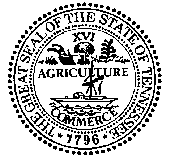 THE GREAT SEAL OF THE STATE OF TENNESSEE
XVI
AGRICULTURE
COMMERCE
1796